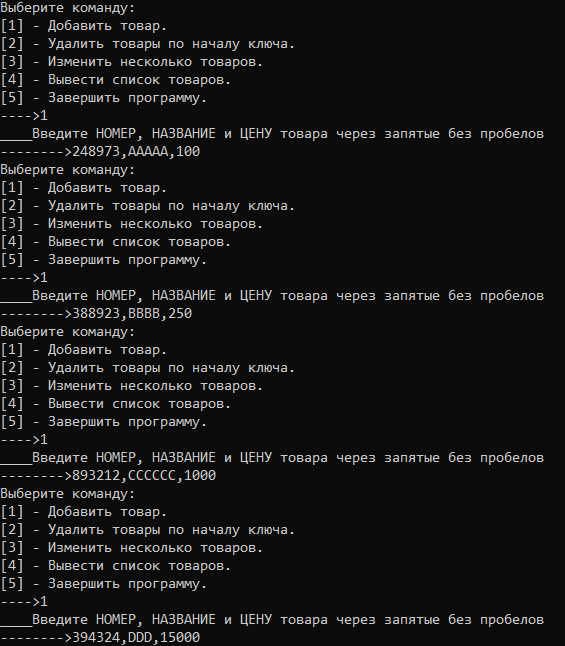 Выберите команду:
[1] - Добавить товар.
[2] - Удалить товары по началу ключа.
[3] - Изменить несколько товаров.
[4] - Вывести список товаров.
[5] - Завершить программу.
---->1
____Введите НОМЕР, НАЗВАНИЕ и ЦЕНУ товара через запятые без пробелов
-------->248973,AAAAA,100
Выберите команду:
[1] - Добавить товар.
[2] - Удалить товары по началу ключа.
[3] - Изменить несколько товаров.
[4] - Вывести список товаров.
[5] - Завершить программу.
---->1
____Введите НОМЕР, НАЗВАНИЕ и ЦЕНУ товара через запятые без пробелов
-------->388923,BBBB,250
Выберите команду:
[1] - Добавить товар.
[2] - Удалить товары по началу ключа.
[3] - Изменить несколько товаров.
[4] - Вывести список товаров.
[5] - Завершить программу.
---->1
____Введите НОМЕР, НАЗВАНИЕ и ЦЕНУ товара через запятые без пробелов
-------->893212,CCCCCC,1000
Выберите команду:
[1] - Добавить товар.
[2] - Удалить товары по началу ключа.
[3] - Изменить несколько товаров.
[4] - Вывести список товаров.
[5] - Завершить программу.
---->1
____Введите НОМЕР, НАЗВАНИЕ и ЦЕНУ товара через запятые без пробелов
-------->394324,DDD,15000